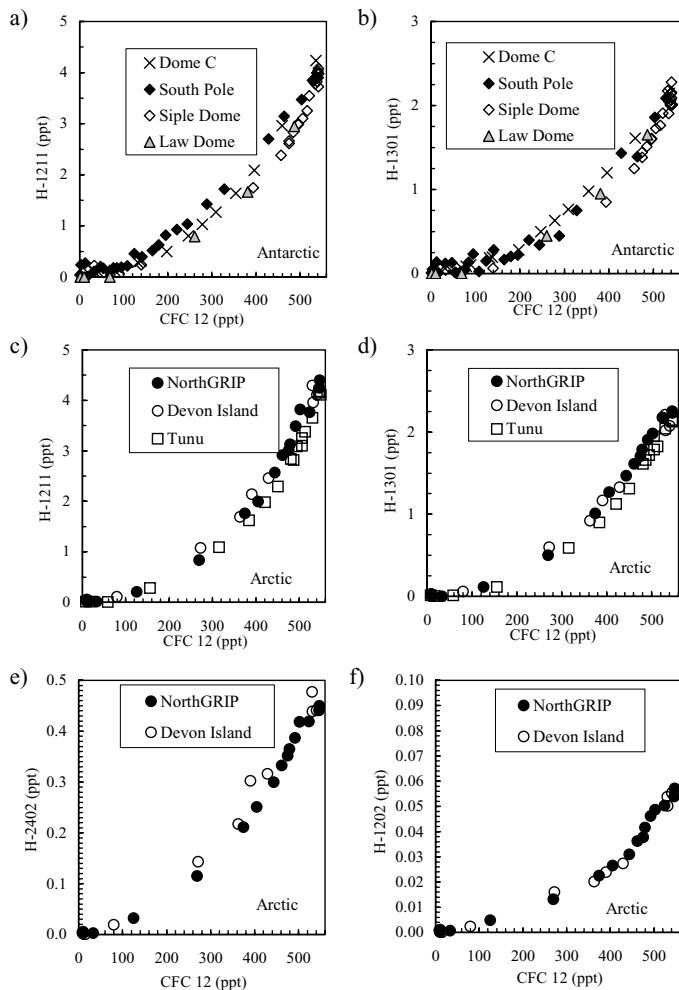 a)
5
4
3
2
1
0
H-1211 (ppt)
Dome C
South Pole
Siple Dome
Law Dome
Antarctic
0 100 200 300 400 500
CFC 12 (ppt)
b)
3
2
1
0
H-1301 (ppt)
Dome C
South Pole
Siple Dome
Law Dome
Antarctic
0 100 200 300 400 500
CFC 12 (ppt)
c)
5
4
3
2
1
0
H-1211 (ppt)
NorthGRIP
Devon Island
Tunu
Arctic
0 100 200 300 400 500
CFC 12 (ppt)
d)
3
2
1
0
H-1301 (ppt)
NorthGRIP
Devon Island
Tunu
Arctic
0 100 200 300 400 500
CFC 12 (ppt)
e)
0.5
0.4
0.3
0.2
0.1
0.0
H-2402 (ppt)
NorthGRIP
Devon Island
Arctic
0 100 200 300 400 500
CFC 12 (ppt)
f)
0.10
0.09
0.08
0.07
0.06
0.05
0.04
0.03
0.02
0.01
0.00
H-1202 (ppt)
NorthGRIP
Devon Island
Arctic
0 100 200 300 400 500
CFC 12 (ppt)